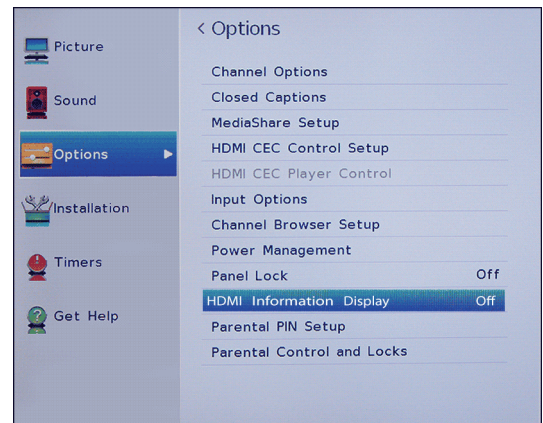 Picture
Sound
Options
Installation
Timers
Get Help
< Options
Channel Options
Closed Captions
MediaShare Setup
HDMI CEC Control Setup
HDMI CEC Player Control
Input Options
Channel Browser Setup
Power Management
Panel Lock Off
HDMI Information Display Off
Parental PIN Setup
Parental Control and Locks